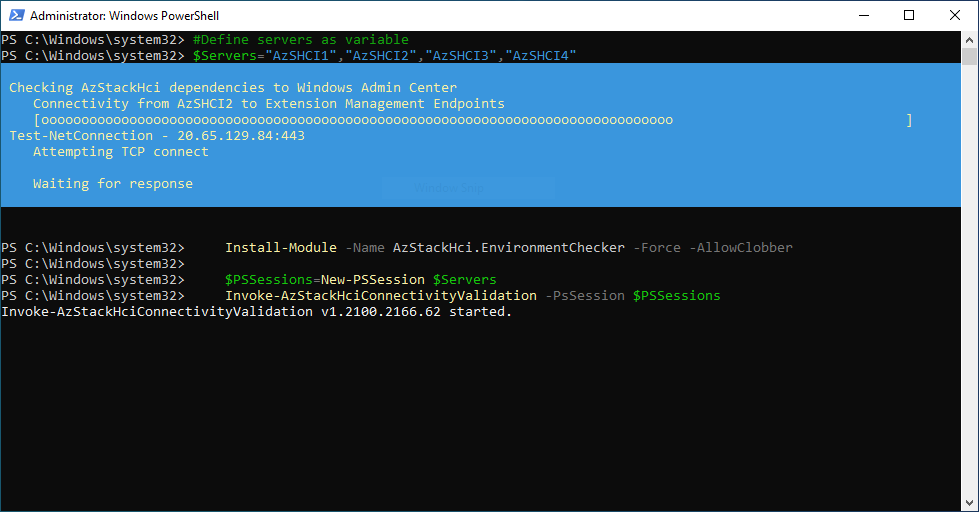 Administrator: Windows PowerShell
PS C:\Windows\system32> #Define servers as variable
PS C:\Windows\system32> $Servers="AzSHCI1","AzSHCI2","AzSHCI3","AzSHCI4"
Checking AzStackHci dependencies to Windows Admin Center
Connectivity from AzSHCI2 to Extension Management Endpoints
[ooooooooooooooooooooooooooooooooooooooooooooooooooooooooooooooooooooooooooooooo                             ]
Test-NetConnection - 20.65.129.84:443
Attempting TCP connect
Waiting for response
Window Snip
PS C:\Windows\system32>     Install-Module -Name AzStackHci.EnvironmentChecker -Force -AllowClobber
PS C:\Windows\system32>
PS C:\Windows\system32>     $PSSessions=New-PSSession $Servers
PS C:\Windows\system32>     Invoke-AzStackHciConnectivityValidation -PsSession $PSSessions
Invoke-AzStackHciConnectivityValidation v1.2100.2166.62 started.